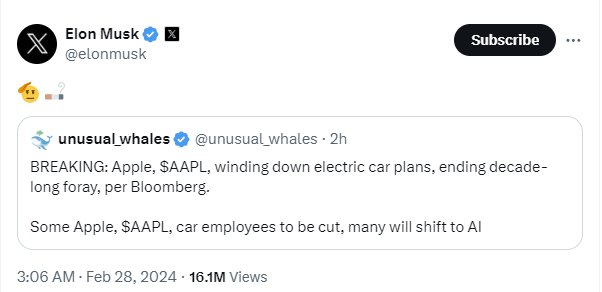 Elon Musk
@elonmusk
Subscribe
🫡🚬
unusual_whales @unusual_whales · 2h
BREAKING: Apple, $AAPL, winding down electric car plans, ending decade-
long foray, per Bloomberg.
Some Apple, $AAPL, car employees to be cut, many will shift to AI
3:06 AM · Feb 28, 2024 · 16.1M Views